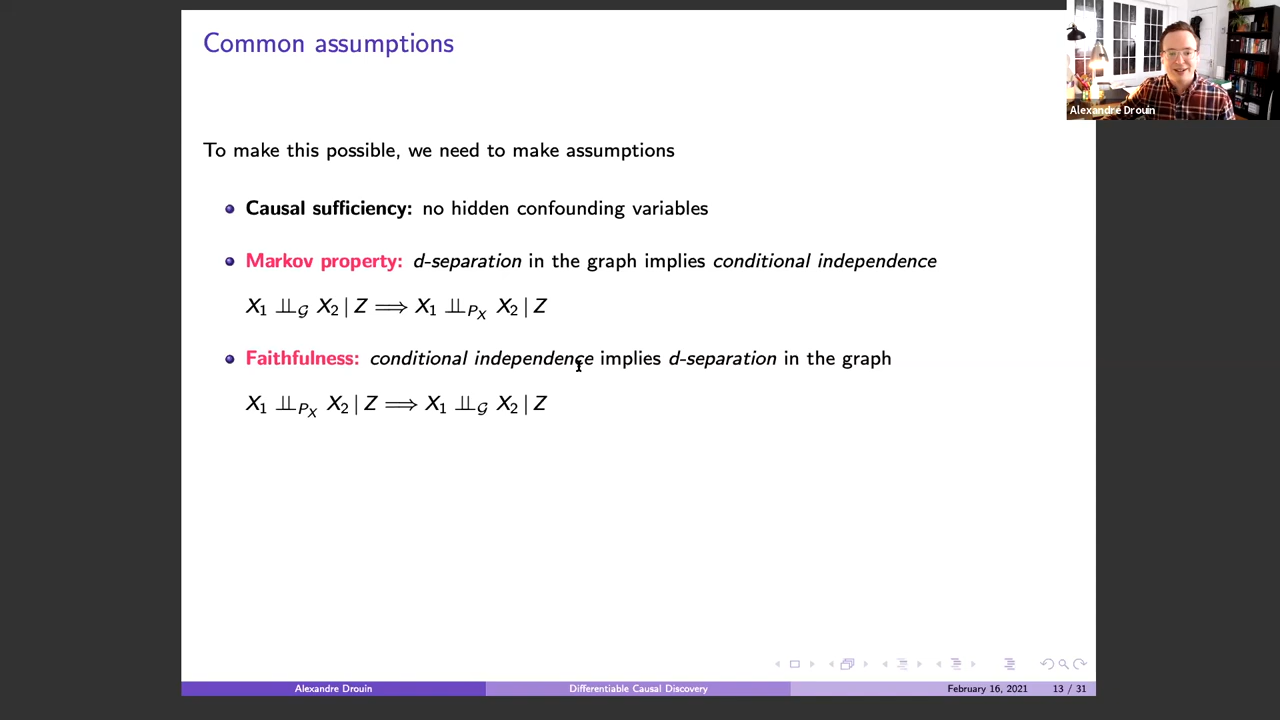 Common assumptions
Alexandre Drouin
To make this possible, we need to make assumptions
Causal sufficiency: no hidden confounding variables
Markov property: d-separation in the graph implies conditional independence
X₁ ⫫_𝒢 X₂ | Z ⟹ X₁ ⫫_{P_X} X₂ | Z
Faithfulness: conditional independence implies d-separation in the graph
X₁ ⫫_{P_X} X₂ | Z ⟹ X₁ ⫫_𝒢 X₂ | Z
Alexandre Drouin Differentiable Causal Discovery February 16, 2021 13 / 31